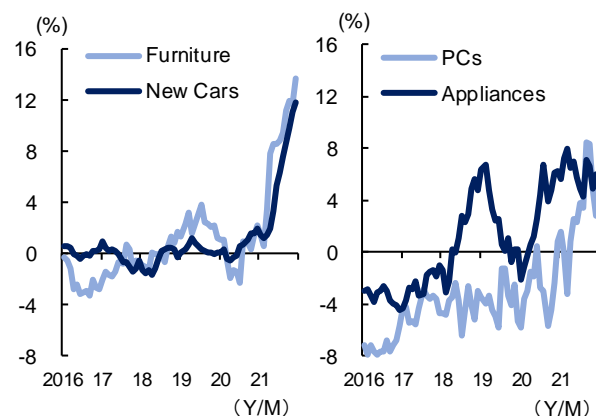 (%)
16
12
8
4
0
-4
-8
Furniture
New Cars
2016 17 18 19 20 21
（Y/M）
(%)
16
12
8
4
0
-4
-8
PCs
Appliances
2016 17 18 19 20 21
（Y/M）